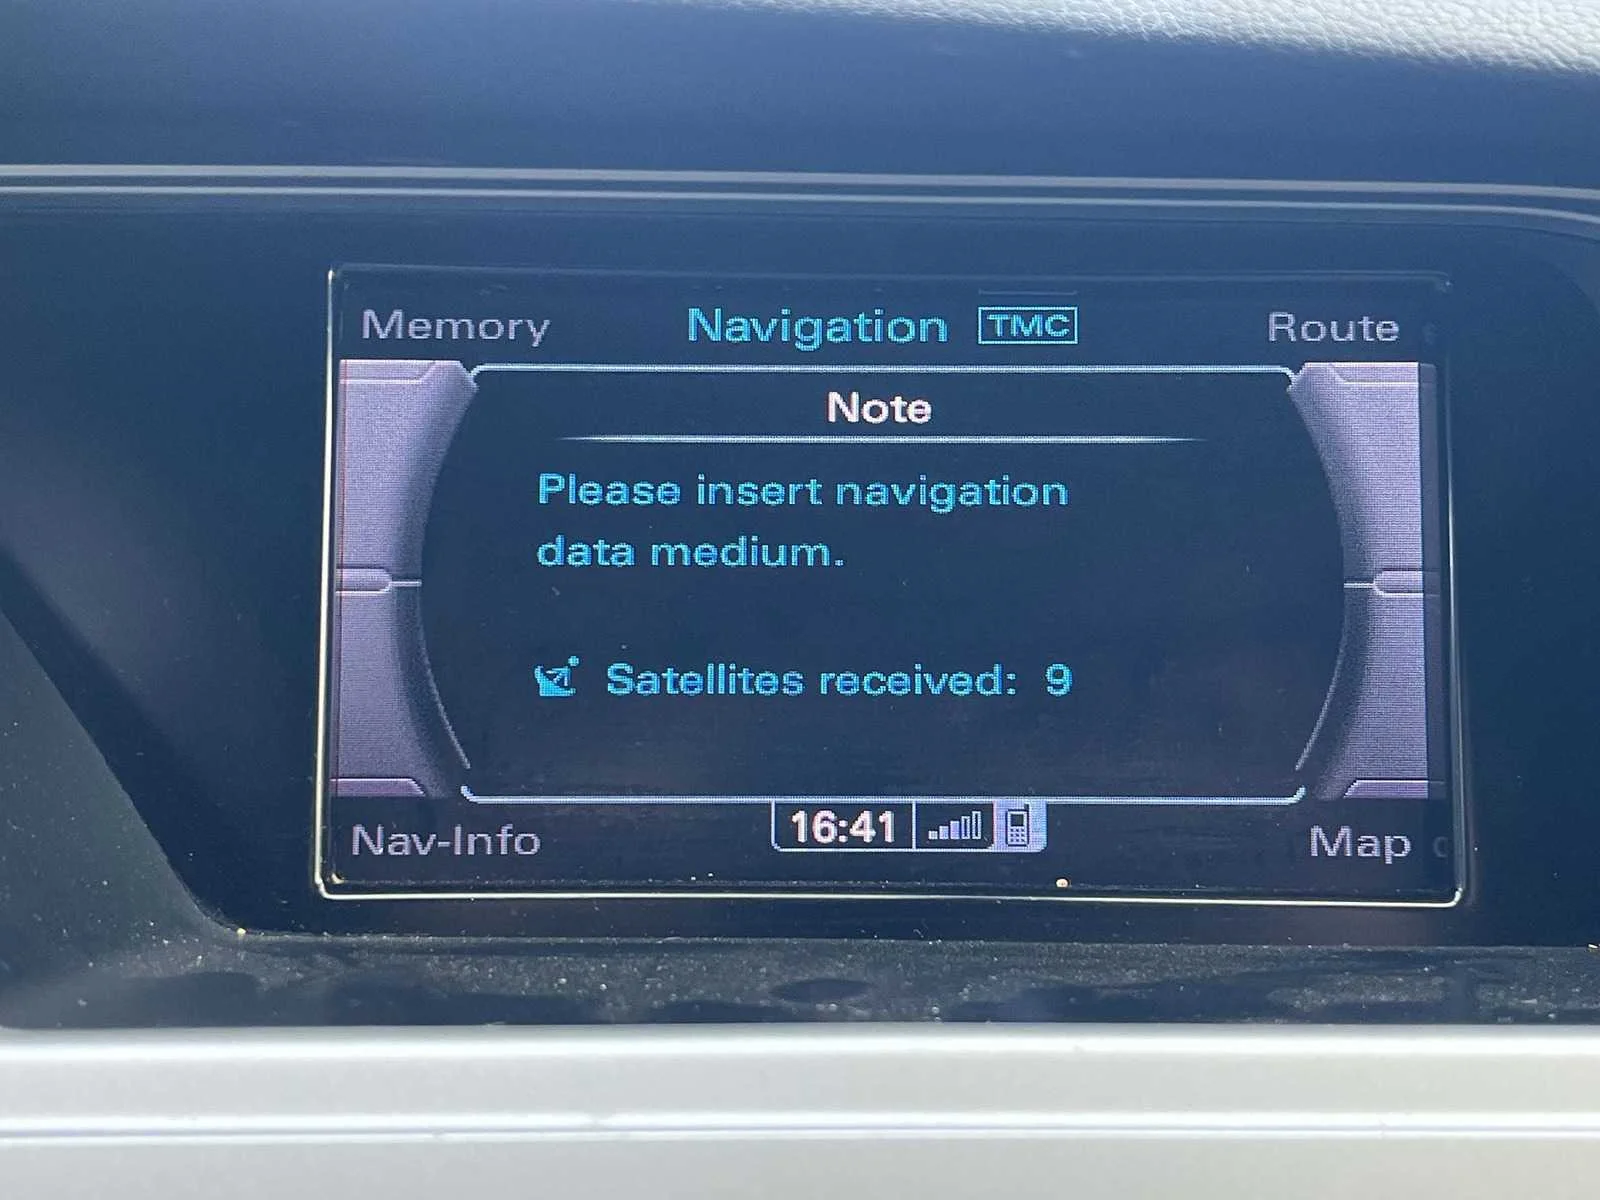 Memory Navigation TMC Route
Note
Please insert navigation
data medium.
Satellites received: 9
Nav-Info 16:41 Map